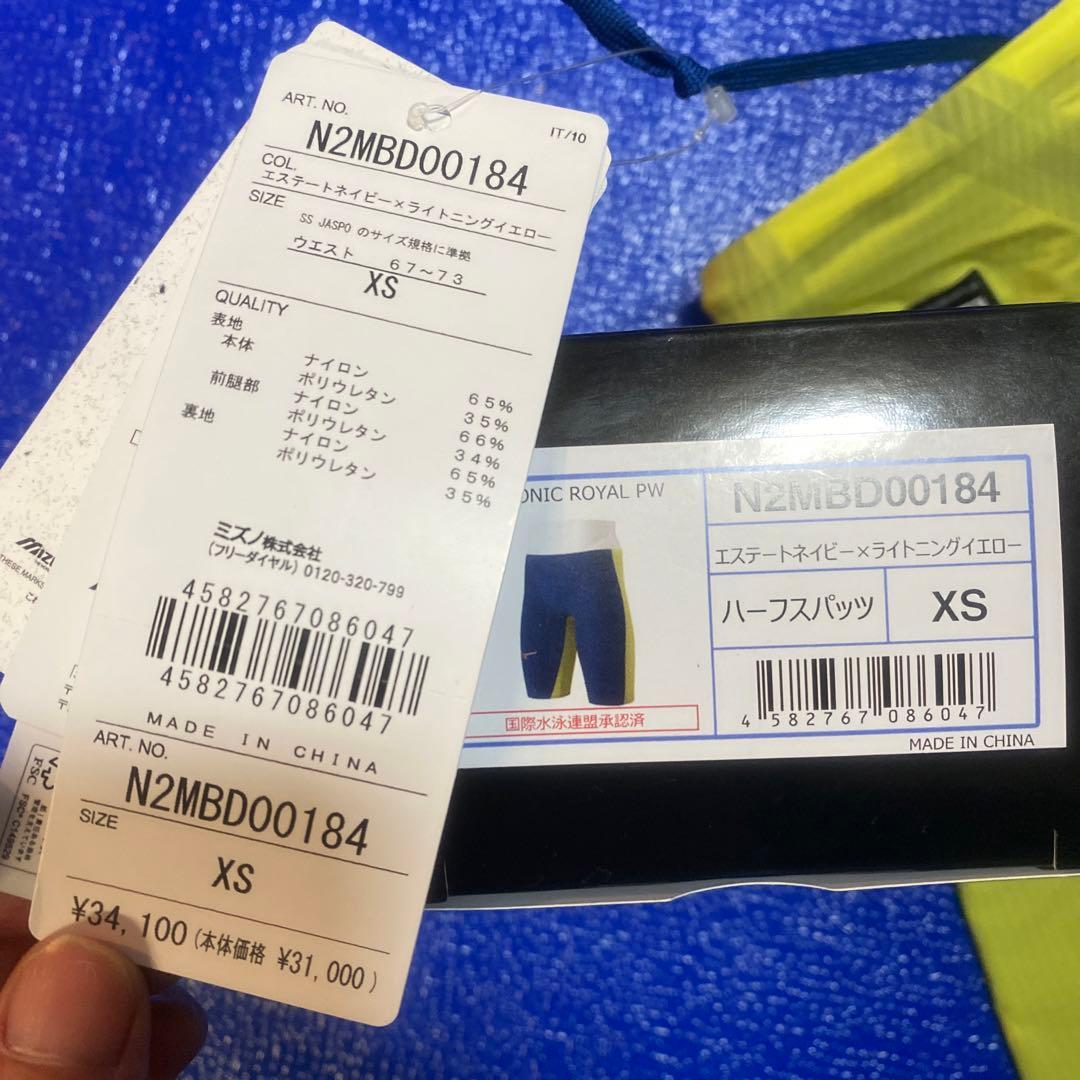 ART. NO.
IT/10
N2MBD00184
COL.
エステートネイビー×ライトニングイエロー
SIZE
SS JASPO のサイズ規格に準拠
ウエスト 67~73
XS
QUALITY
表地
本体
ナイロン 65%
ポリウレタン 35%
前腿部
ナイロン 66%
ポリウレタン 34%
裏地
ナイロン 65%
ポリウレタン 35%
ミズノ株式会社
(フリーダイヤル) 0120-320-799
4582767086047
4582767086047
MADE IN CHINA
ART. NO.
N2MBD00184
SIZE
XS
¥34,100(本体価格 ¥31,000)
ONIC ROYAL PW
N2MBD00184
エステートネイビー×ライトニングイエロー
ハーフスパッツ
XS
国際水泳連盟承認済
4 582767 086047
MADE IN CHINA
MIZU
THESE MARKS
FSC
FSC® C149529